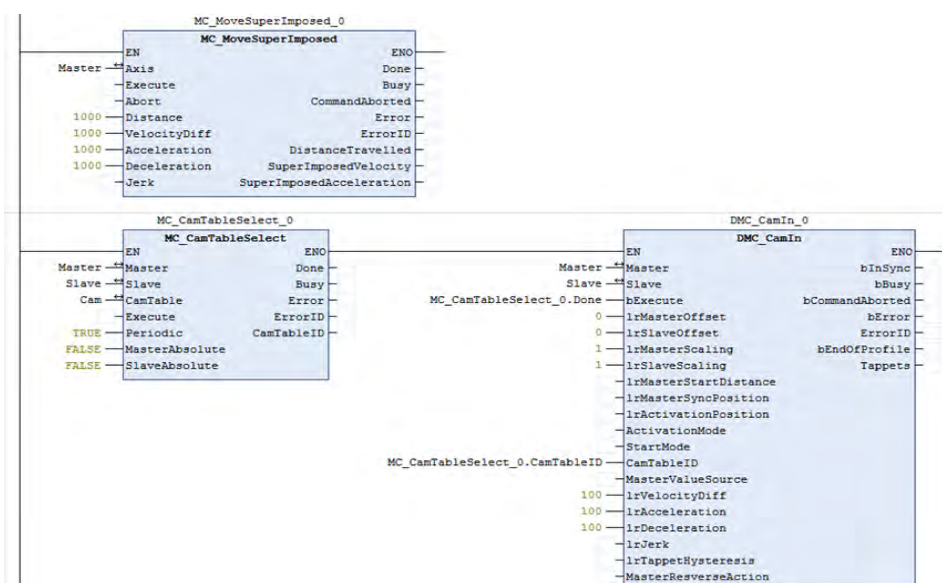 MC_MoveSuperImposed_0
MC_MoveSuperImposed
EN ENO
Master Axis Done
Execute Busy
Abort CommandAborted
1000 Distance Error
1000 VelocityDiff ErrorID
1000 Acceleration DistanceTravelled
1000 Deceleration SuperImposedVelocity
Jerk SuperImposedAcceleration
MC_CamTableSelect_0
MC_CamTableSelect
EN ENO
Master Master Done
Slave Slave Busy
Cam CamTable Error
Execute ErrorID
TRUE Periodic CamTableID
FALSE MasterAbsolute
FALSE SlaveAbsolute
DMC_CamIn_0
DMC_CamIn
EN ENO
Master Master bInSync
Slave Slave bBusy
MC_CamTableSelect_0.Done bExecute bCommandAborted
0 lrMasterOffset bError
0 lrSlaveOffset ErrorID
1 lrMasterScaling bEndOfProfile
1 lrSlaveScaling Tappets
lrMasterStartDistance
lrMasterSyncPosition
lrActivationPosition
ActivationMode
StartMode
MC_CamTableSelect_0.CamTableID CamTableID
MasterValueSource
100 lrVelocityDiff
100 lrAcceleration
100 lrDeceleration
lrJerk
lrTappetHysteresis
MasterResverseAction